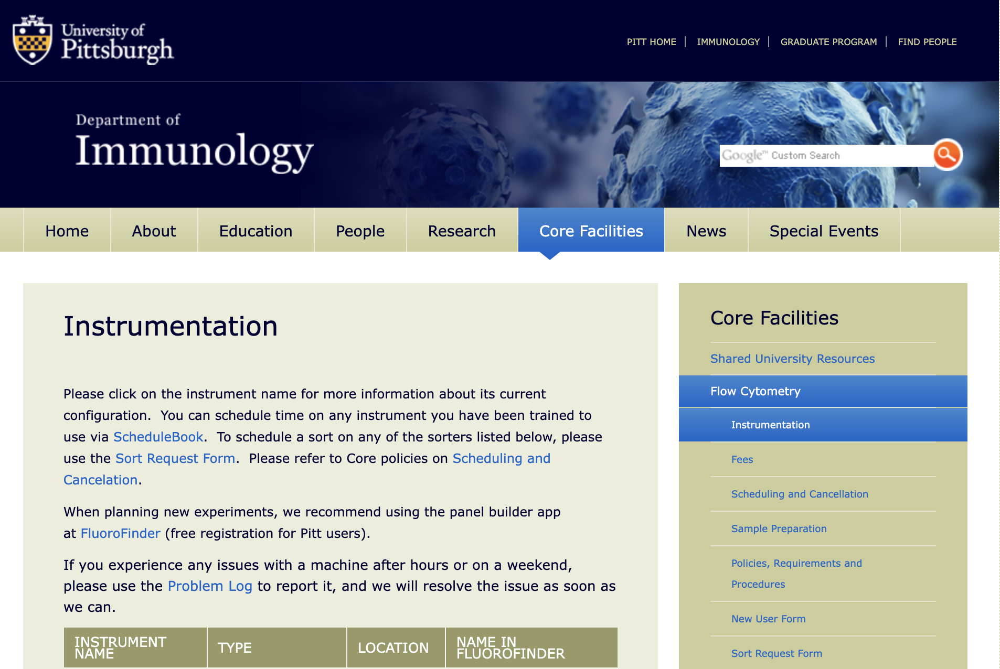 University of
Pittsburgh
PITT HOME
IMMUNOLOGY
GRADUATE PROGRAM
FIND PEOPLE
Department of
Immunology
Google™ Custom Search
Home
About
Education
People
Research
Core Facilities
News
Special Events
Instrumentation
Please click on the instrument name for more information about its current
configuration.  You can schedule time on any instrument you have been trained to
use via ScheduleBook.  To schedule a sort on any of the sorters listed below, please
use the Sort Request Form.  Please refer to Core policies on Scheduling and
Cancelation.
When planning new experiments, we recommend using the panel builder app
at FluoroFinder (free registration for Pitt users).
If you experience any issues with a machine after hours or on a weekend,
please use the Problem Log to report it, and we will resolve the issue as soon as
we can.
INSTRUMENT
NAME
TYPE
LOCATION
NAME IN
FLUOROFINDER
Core Facilities
Shared University Resources
Flow Cytometry
Instrumentation
Fees
Scheduling and Cancellation
Sample Preparation
Policies, Requirements and
Procedures
New User Form
Sort Request Form